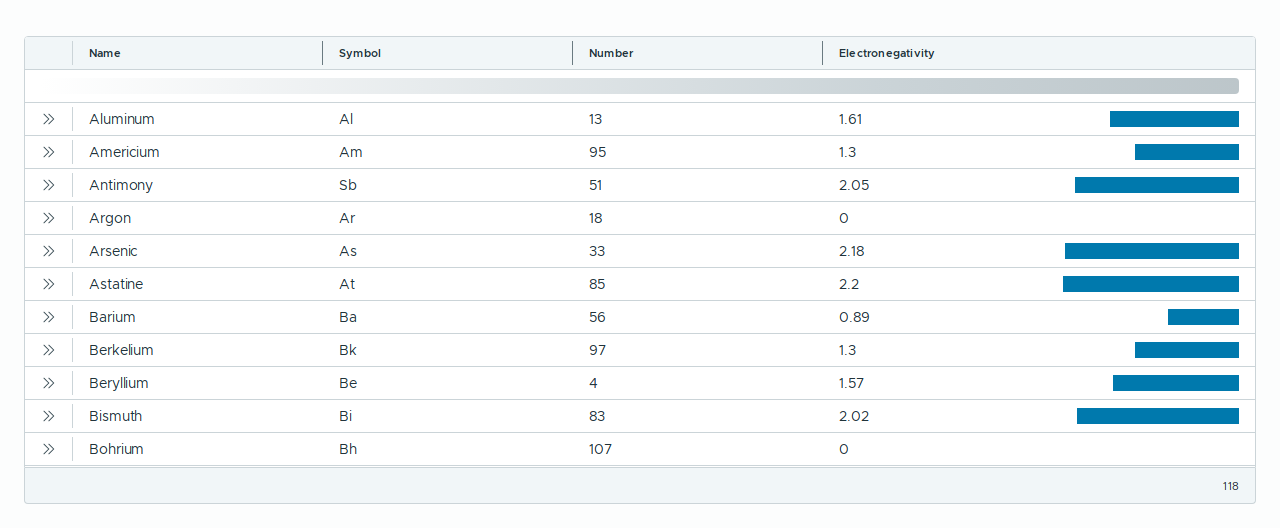 Name Symbol Number Electronegativity
Aluminum Al 13 1.61
Americium Am 95 1.3
Antimony Sb 51 2.05
Argon Ar 18 0
Arsenic As 33 2.18
Astatine At 85 2.2
Barium Ba 56 0.89
Berkelium Bk 97 1.3
Beryllium Be 4 1.57
Bismuth Bi 83 2.02
Bohrium Bh 107 0
118